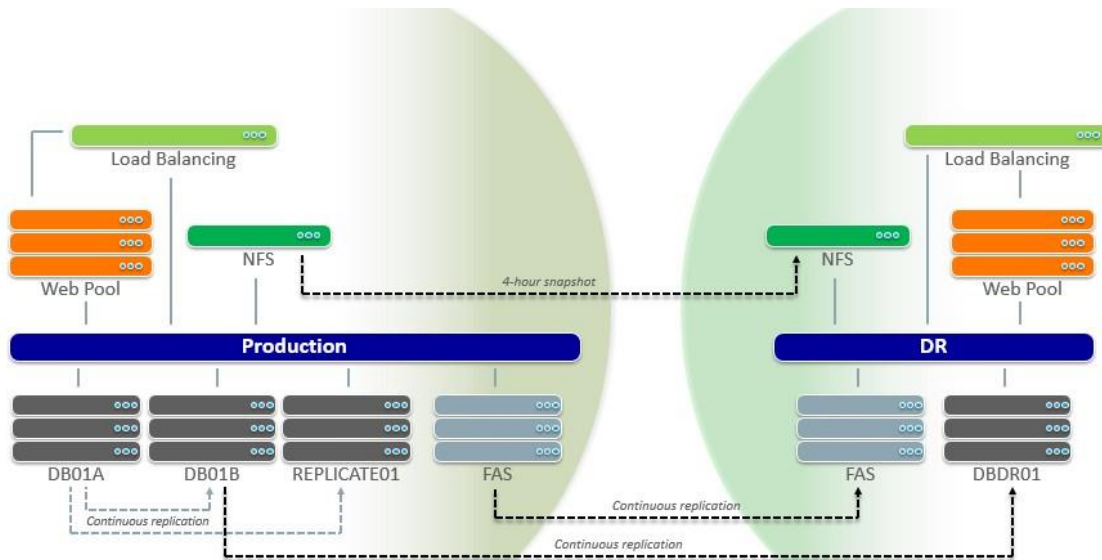 Load Balancing
Load Balancing
NFS
NFS
Web Pool
4-hour snapshot
Web Pool
Production
DR
DB01A
DB01B
REPLICATE01
FAS
FAS
DBDR01
Continuous replication
Continuous replication
Continuous replication